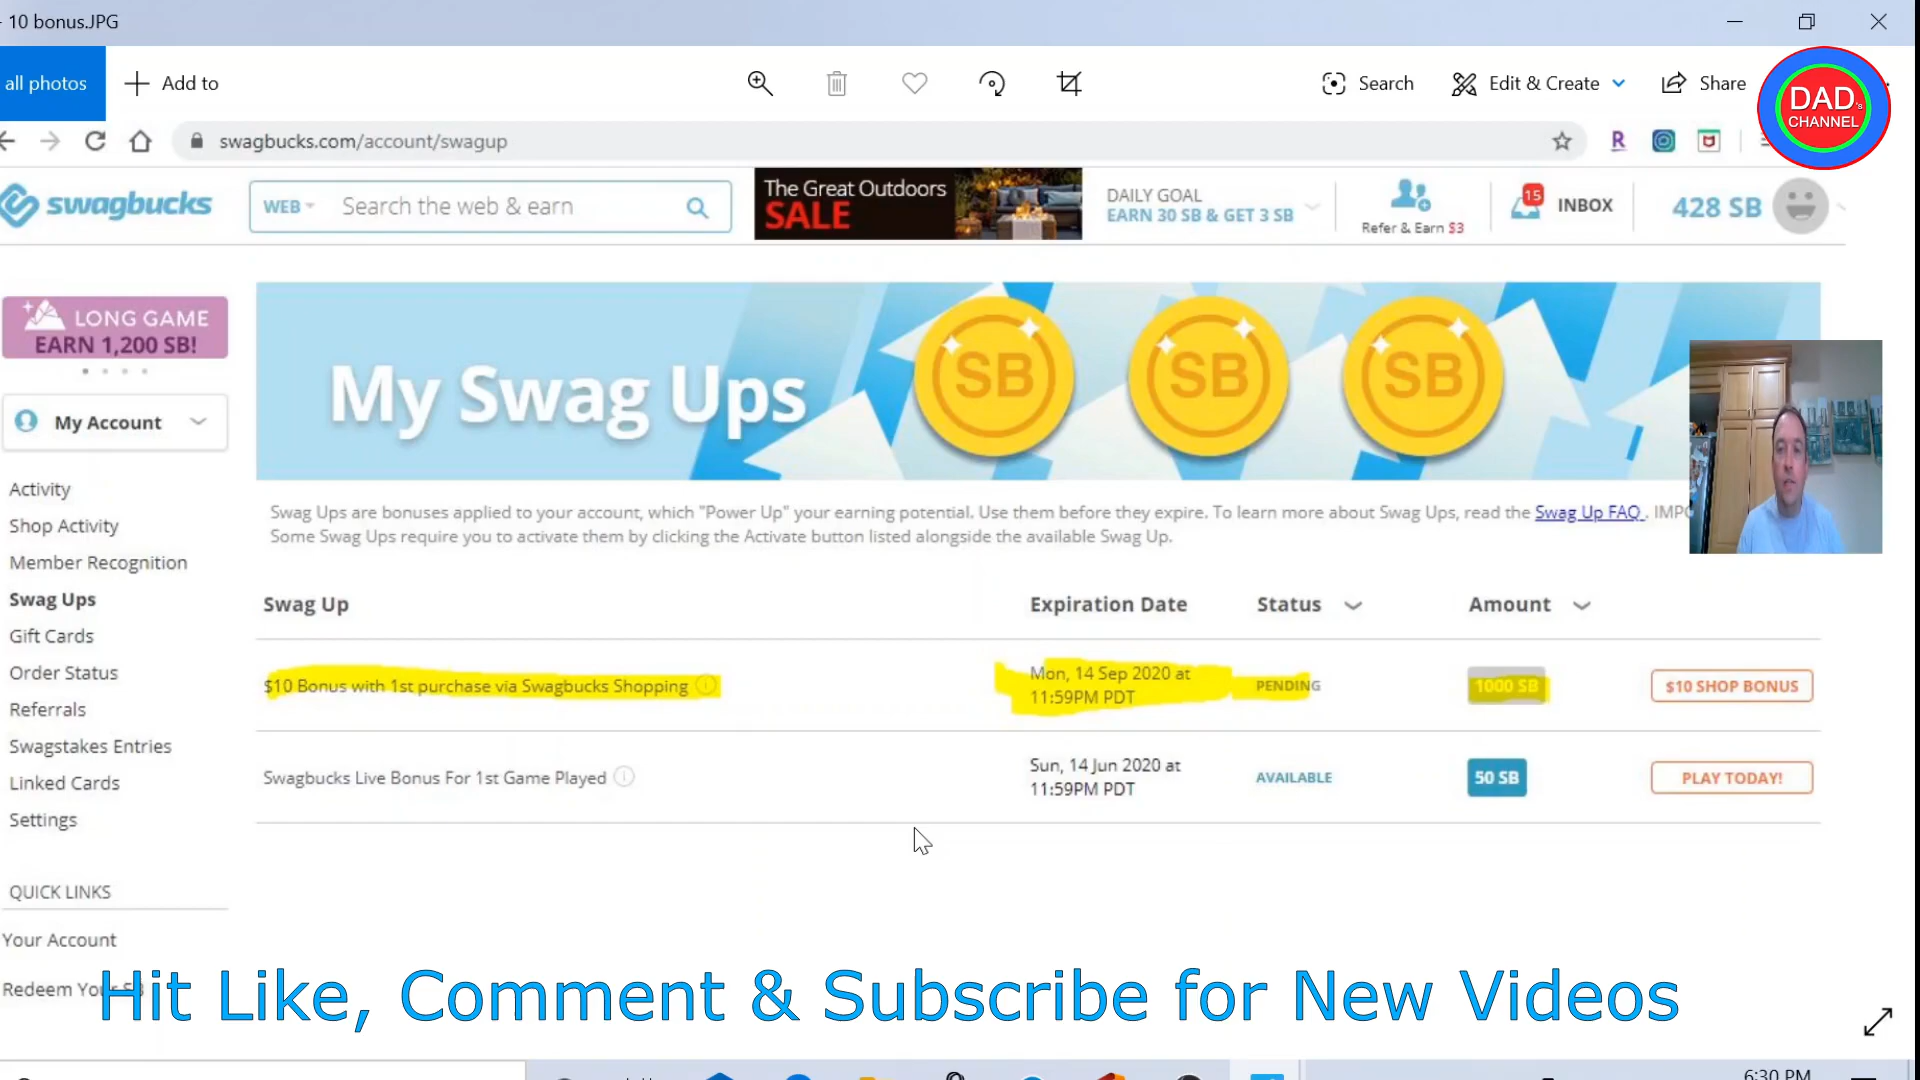 - 10 bonus.JPG
all photos
Add to
Search
Edit & Create
Share
DAD's
CHANNEL
swagbucks.com/account/swagup
swagbucks
WEB
Search the web & earn
The Great Outdoors
SALE
DAILY GOAL
EARN 30 SB & GET 3 SB
Refer & Earn $3
15
INBOX
428 SB
LONG GAME
EARN 1,200 SB!
My Swag Ups
SB
SB
SB
My Account
Activity
Shop Activity
Member Recognition
Swag Ups
Gift Cards
Order Status
Referrals
Swagstakes Entries
Linked Cards
Settings
QUICK LINKS
Your Account
Redeem Your SB
Swag Ups are bonuses applied to your account, which "Power Up" your earning potential. Use them before they expire. To learn more about Swag Ups, read the Swag Up FAQ . IMPO
Some Swag Ups require you to activate them by clicking the Activate button listed alongside the available Swag Up.
Swag Up Expiration Date Status Amount
$10 Bonus with 1st purchase via Swagbucks Shopping
Mon, 14 Sep 2020 at
11:59PM PDT
PENDING
1000 SB
$10 SHOP BONUS
Swagbucks Live Bonus For 1st Game Played
Sun, 14 Jun 2020 at
11:59PM PDT
AVAILABLE
50 SB
PLAY TODAY!
Hit Like, Comment & Subscribe for New Videos
6:30 PM